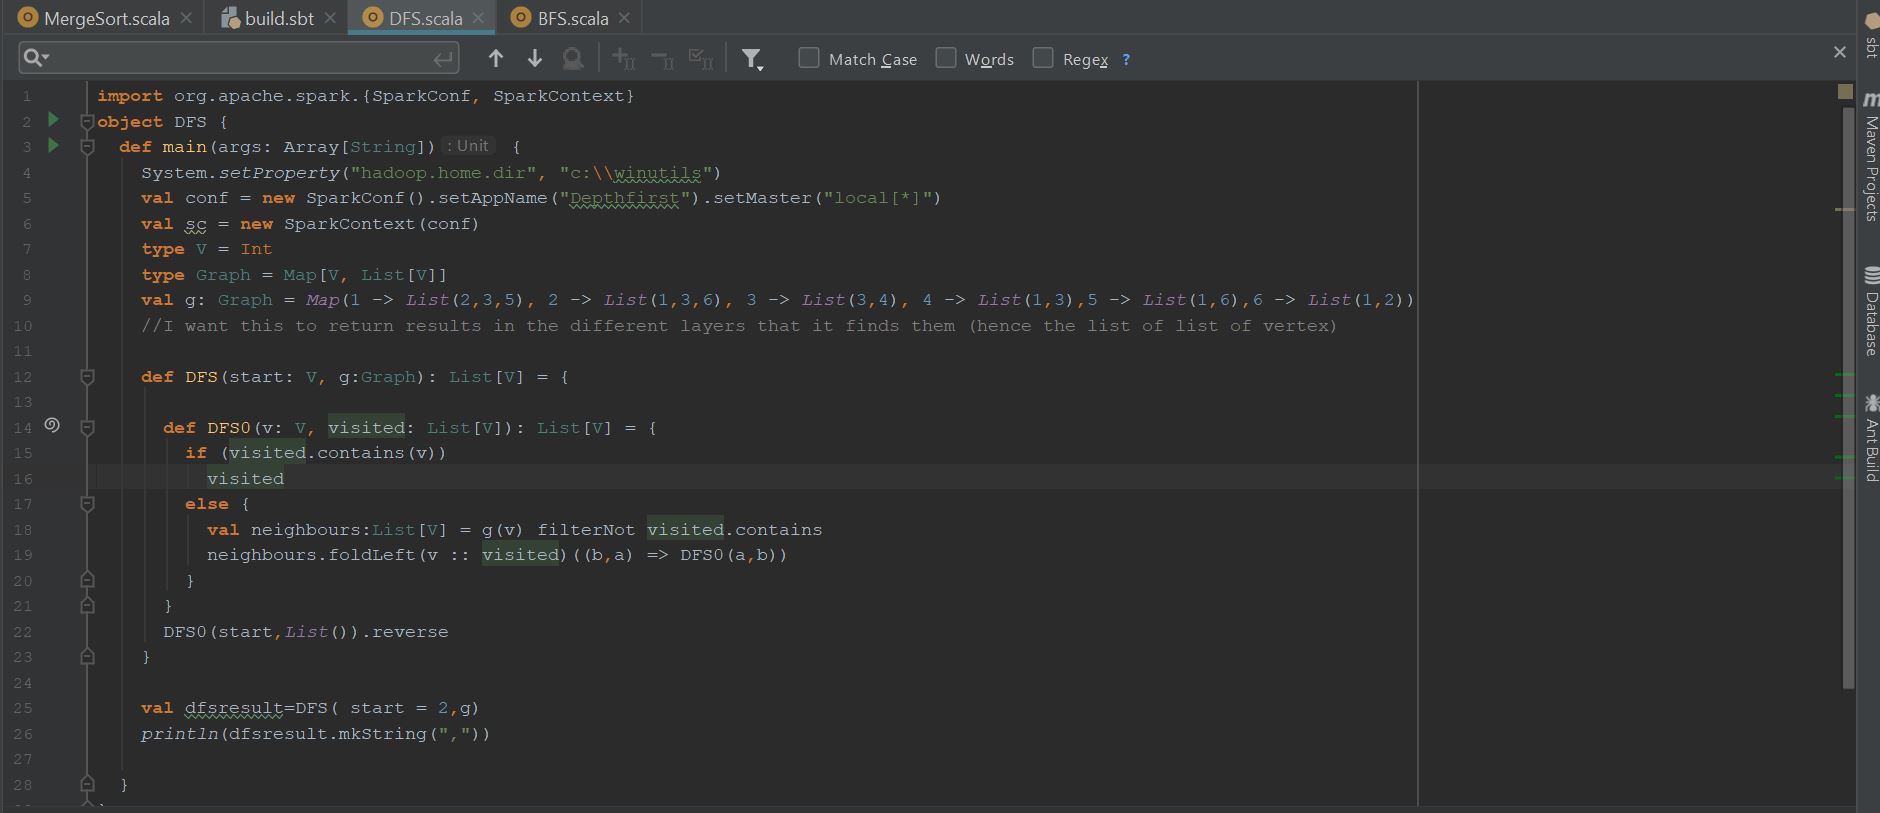 MergeSort.scala build.sbt DFS.scala BFS.scala
Match Case Words Regex ?
1 import org.apache.spark.{SparkConf, SparkContext}
2 object DFS {
3 def main(args: Array[String]) : Unit {
4 System.setProperty("hadoop.home.dir", "c:\\winutils")
5 val conf = new SparkConf().setAppName("Depthfirst").setMaster("local[*]")
6 val sc = new SparkContext(conf)
7 type V = Int
8 type Graph = Map[V, List[V]]
9 val g: Graph = Map(1 -> List(2,3,5), 2 -> List(1,3,6), 3 -> List(3,4), 4 -> List(1,3),5 -> List(1,6),6 -> List(1,2))
10 //I want this to return results in the different layers that it finds them (hence the list of list of vertex)
11
12 def DFS(start: V, g:Graph): List[V] = {
13
14 def DFS0(v: V, visited: List[V]): List[V] = {
15 if (visited.contains(v))
16 visited
17 else {
18 val neighbours:List[V] = g(v) filterNot visited.contains
19 neighbours.foldLeft(v :: visited)((b,a) => DFS0(a,b))
20 }
21 }
22 DFS0(start,List()).reverse
23 }
24
25 val dfsresult=DFS( start = 2,g)
26 println(dfsresult.mkString(","))
27
28 }
sbt
m Maven Projects
Database
Ant Build